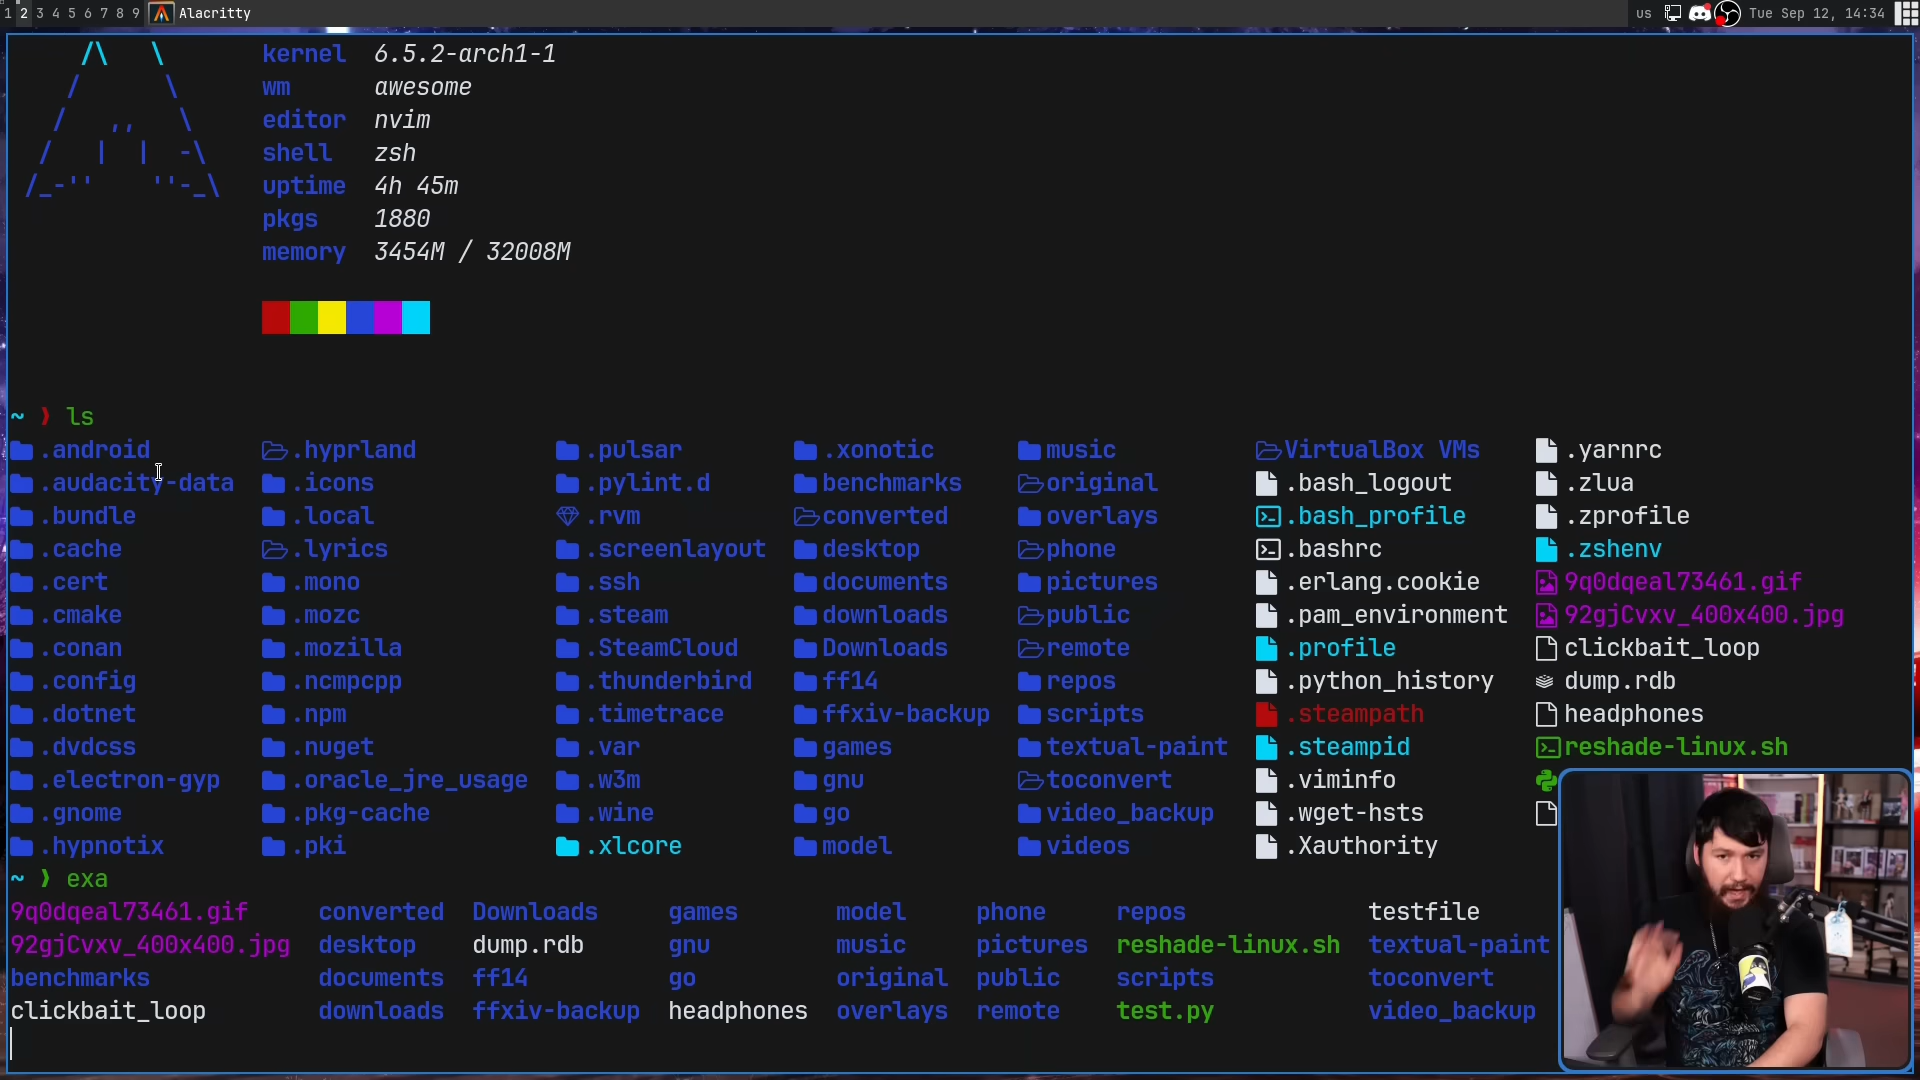 1 2 3 4 5 6 7 8 9 Alacritty us Tue Sep 12, 14:34
kernel 6.5.2-arch1-1
wm awesome
editor nvim
shell zsh
uptime 4h 45m
pkgs 1880
memory 3454M / 32008M
~ ❯ ls
.android .hyprland .pulsar .xonotic music VirtualBox VMs .yarnrc
.audacity-data .icons .pylint.d benchmarks original .bash_logout .zlua
.bundle .local .rvm converted overlays .bash_profile .zprofile
.cache .lyrics .screenlayout desktop phone .bashrc .zshenv
.cert .mono .ssh documents pictures .erlang.cookie 9q0dqeal73461.gif
.cmake .mozc .steam downloads public .pam_environment 92gjCvxv_400x400.jpg
.conan .mozilla .SteamCloud Downloads remote .profile clickbait_loop
.config .ncmpcpp .thunderbird ff14 repos .python_history dump.rdb
.dotnet .npm .timetrace ffxiv-backup scripts .steampath headphones
.dvdcss .nuget .var games textual-paint .steampid reshade-linux.sh
.electron-gyp .oracle_jre_usage .w3m gnu toconvert .viminfo
.gnome .pkg-cache .wine go video_backup .wget-hsts
.hypnotix .pki .xlcore model videos .Xauthority
~ ❯ exa
9q0dqeal73461.gif converted Downloads games model phone repos testfile
92gjCvxv_400x400.jpg desktop dump.rdb gnu music pictures reshade-linux.sh textual-paint
benchmarks documents ff14 go original public scripts toconvert
clickbait_loop downloads ffxiv-backup headphones overlays remote test.py video_backup